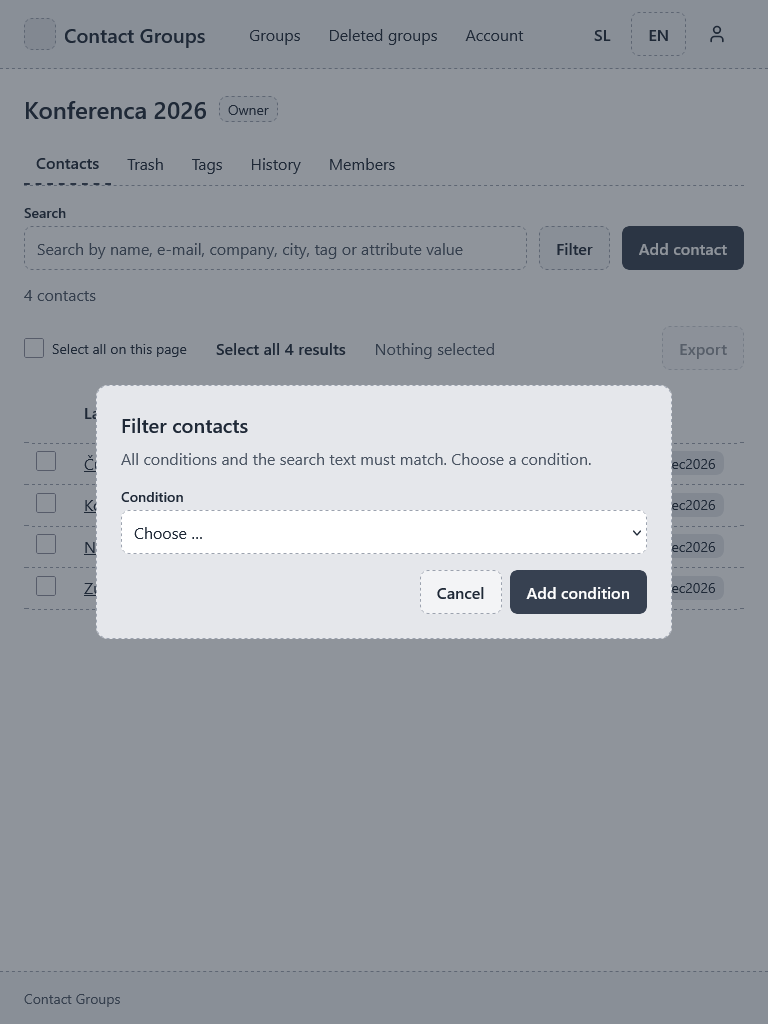 Contact Groups
Groups
Deleted groups
Account
SL
EN
Konferenca 2026
Owner
Contacts
Trash
Tags
History
Members
Search
Search by name, e-mail, company, city, tag or attribute value
Filter
Add contact
4 contacts
Select all on this page
Select all 4 results
Nothing selected
Export
Filter contacts
All conditions and the search text must match. Choose a condition.
Condition
Choose ...
Cancel
Add condition
Contact Groups